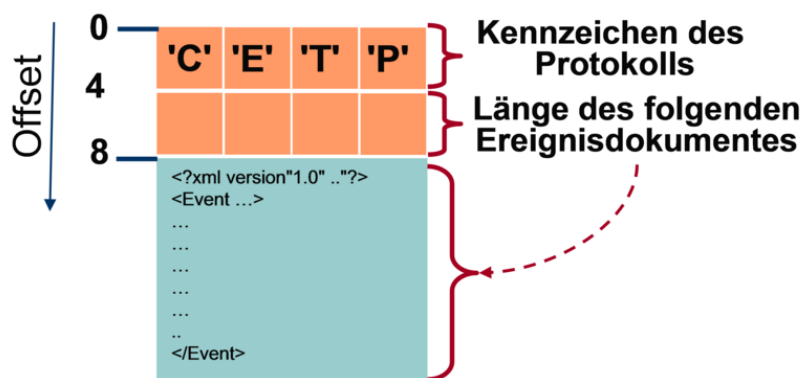 Offset
0
4
8
'C' 'E' 'T' 'P'
Kennzeichen des
Protokolls
Länge des folgenden
Ereignisdokumentes
<?xml version"1.0" .."?>
<Event …>
…
…
…
…
…
..
</Event>